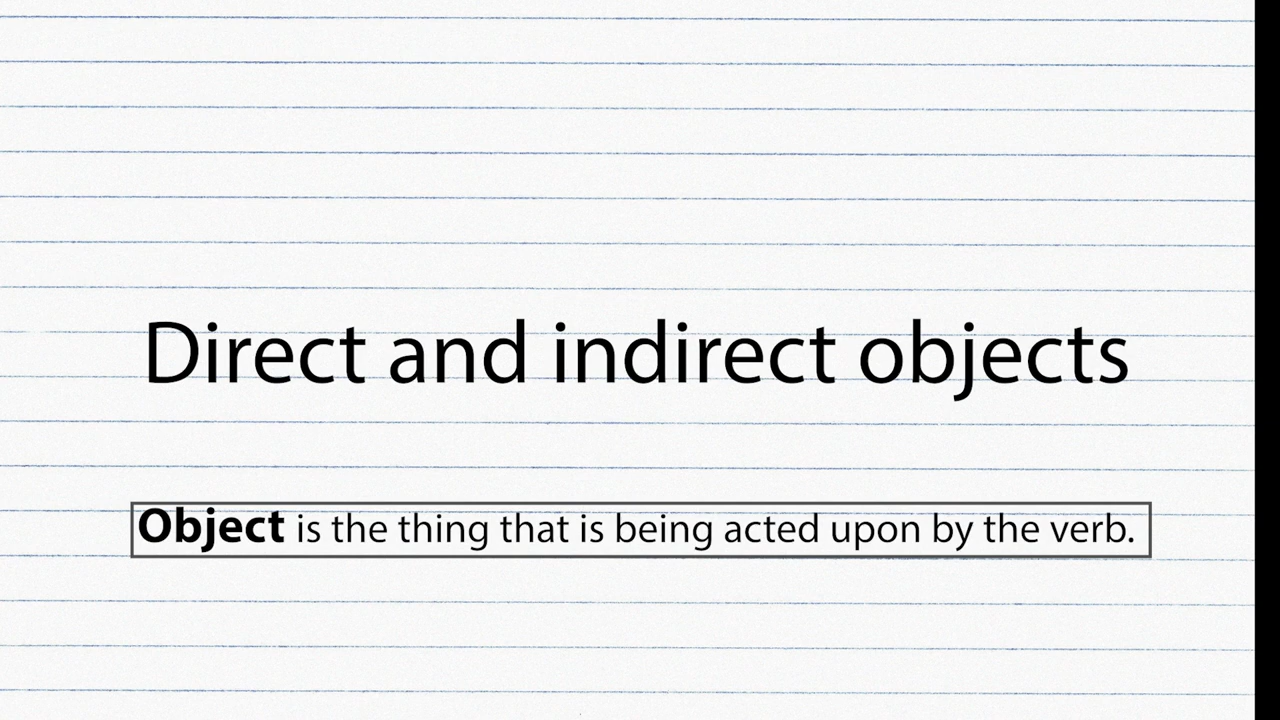 Direct and indirect objects
Object is the thing that is being acted upon by the verb.